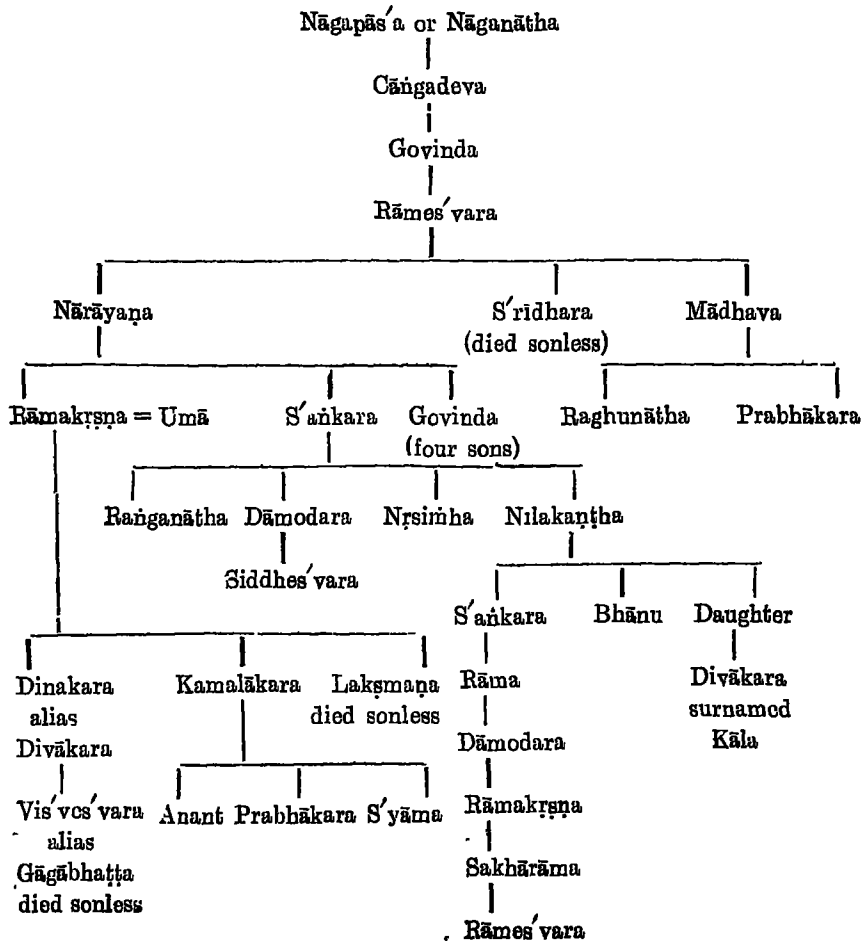 Nāgapās′a or Nāganātha
Cāṅgadeva
Govinda
Rāmes′vara
Nārāyaṇa S′rīdhara Mādhava
(died sonless)
Rāmakṛṣṇa = Umā S′aṅkara Govinda Raghunātha Prabhākara
(four sons)
Raṅganātha Dāmodara Nṛsiṁha Nīlakaṇṭha
Siddhes′vara
S′aṅkara Bhānu Daughter
Dinakara Kamalākara Lakṣmaṇa Rāma Divākara
alias died sonless surnamed
Divākara Dāmodara Kāla
Vis′ves′vara Anant Prabhākara S′yāma Rāmakṛṣṇa
alias
Gāgābhaṭṭa Sakhārāma
died sonless
Rāmes′vara